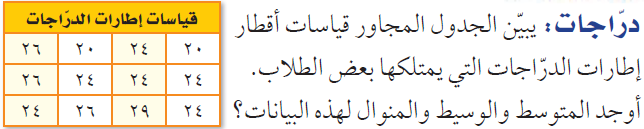 درّاجات: يبيّن الجدول المجاور قياسات أقطار
إطارات الدرّاجات التي يمتلكها بعض الطلاب.
أوجد المتوسط والوسيط والمنوال لهذه البيانات؟
قياسات إطارات الدرّاجات
٢٠ ٢٤ ٢٠ ٢٦
٢٤ ٢٤ ٢٤ ٢٦
٢٤ ٢٩ ٢٦ ٢٤